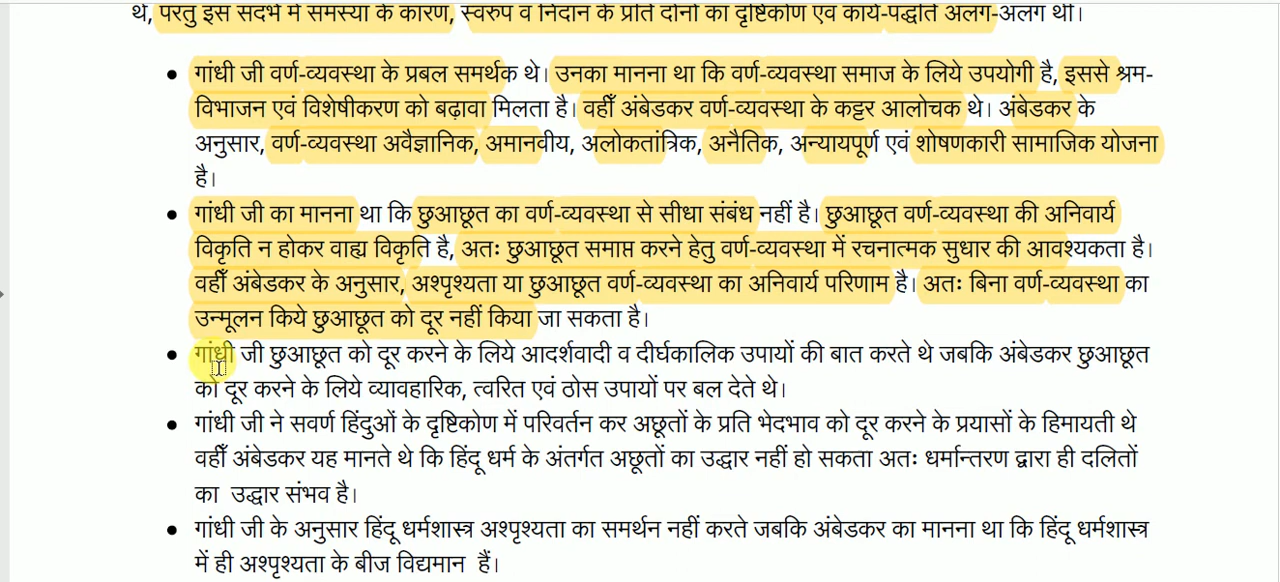 थे, परंतु इस संदर्भ में समस्या के कारण, स्वरुप व निदान के प्रति दोनों का दृष्टिकोण एवं कार्य-पद्धति अलग-अलग थी।
• गांधी जी वर्ण-व्यवस्था के प्रबल समर्थक थे। उनका मानना था कि वर्ण-व्यवस्था समाज के लिये उपयोगी है, इससे श्रम-
विभाजन एवं विशेषीकरण को बढ़ावा मिलता है। वहीँ अंबेडकर वर्ण-व्यवस्था के कट्टर आलोचक थे। अंबेडकर के
अनुसार, वर्ण-व्यवस्था अवैज्ञानिक, अमानवीय, अलोकतांत्रिक, अनैतिक, अन्यायपूर्ण एवं शोषणकारी सामाजिक योजना
है।
• गांधी जी का मानना था कि छुआछूत का वर्ण-व्यवस्था से सीधा संबंध नहीं है। छुआछूत वर्ण-व्यवस्था की अनिवार्य
विकृति न होकर वाह्य विकृति है, अतः छुआछूत समाप्त करने हेतु वर्ण-व्यवस्था में रचनात्मक सुधार की आवश्यकता है।
वहीँ अंबेडकर के अनुसार, अश्पृश्यता या छुआछूत वर्ण-व्यवस्था का अनिवार्य परिणाम है। अतः बिना वर्ण-व्यवस्था का
उन्मूलन किये छुआछूत को दूर नहीं किया जा सकता है।
• गांधी जी छुआछूत को दूर करने के लिये आदर्शवादी व दीर्घकालिक उपायों की बात करते थे जबकि अंबेडकर छुआछूत
को दूर करने के लिये व्यावहारिक, त्वरित एवं ठोस उपायों पर बल देते थे।
• गांधी जी ने सवर्ण हिंदुओं के दृष्टिकोण में परिवर्तन कर अछूतों के प्रति भेदभाव को दूर करने के प्रयासों के हिमायती थे
वहीँ अंबेडकर यह मानते थे कि हिंदू धर्म के अंतर्गत अछूतों का उद्धार नहीं हो सकता अतः धर्मान्तरण द्वारा ही दलितों
का उद्धार संभव है।
• गांधी जी के अनुसार हिंदू धर्मशास्त्र अश्पृश्यता का समर्थन नहीं करते जबकि अंबेडकर का मानना था कि हिंदू धर्मशास्त्र
में ही अश्पृश्यता के बीज विद्यमान हैं।